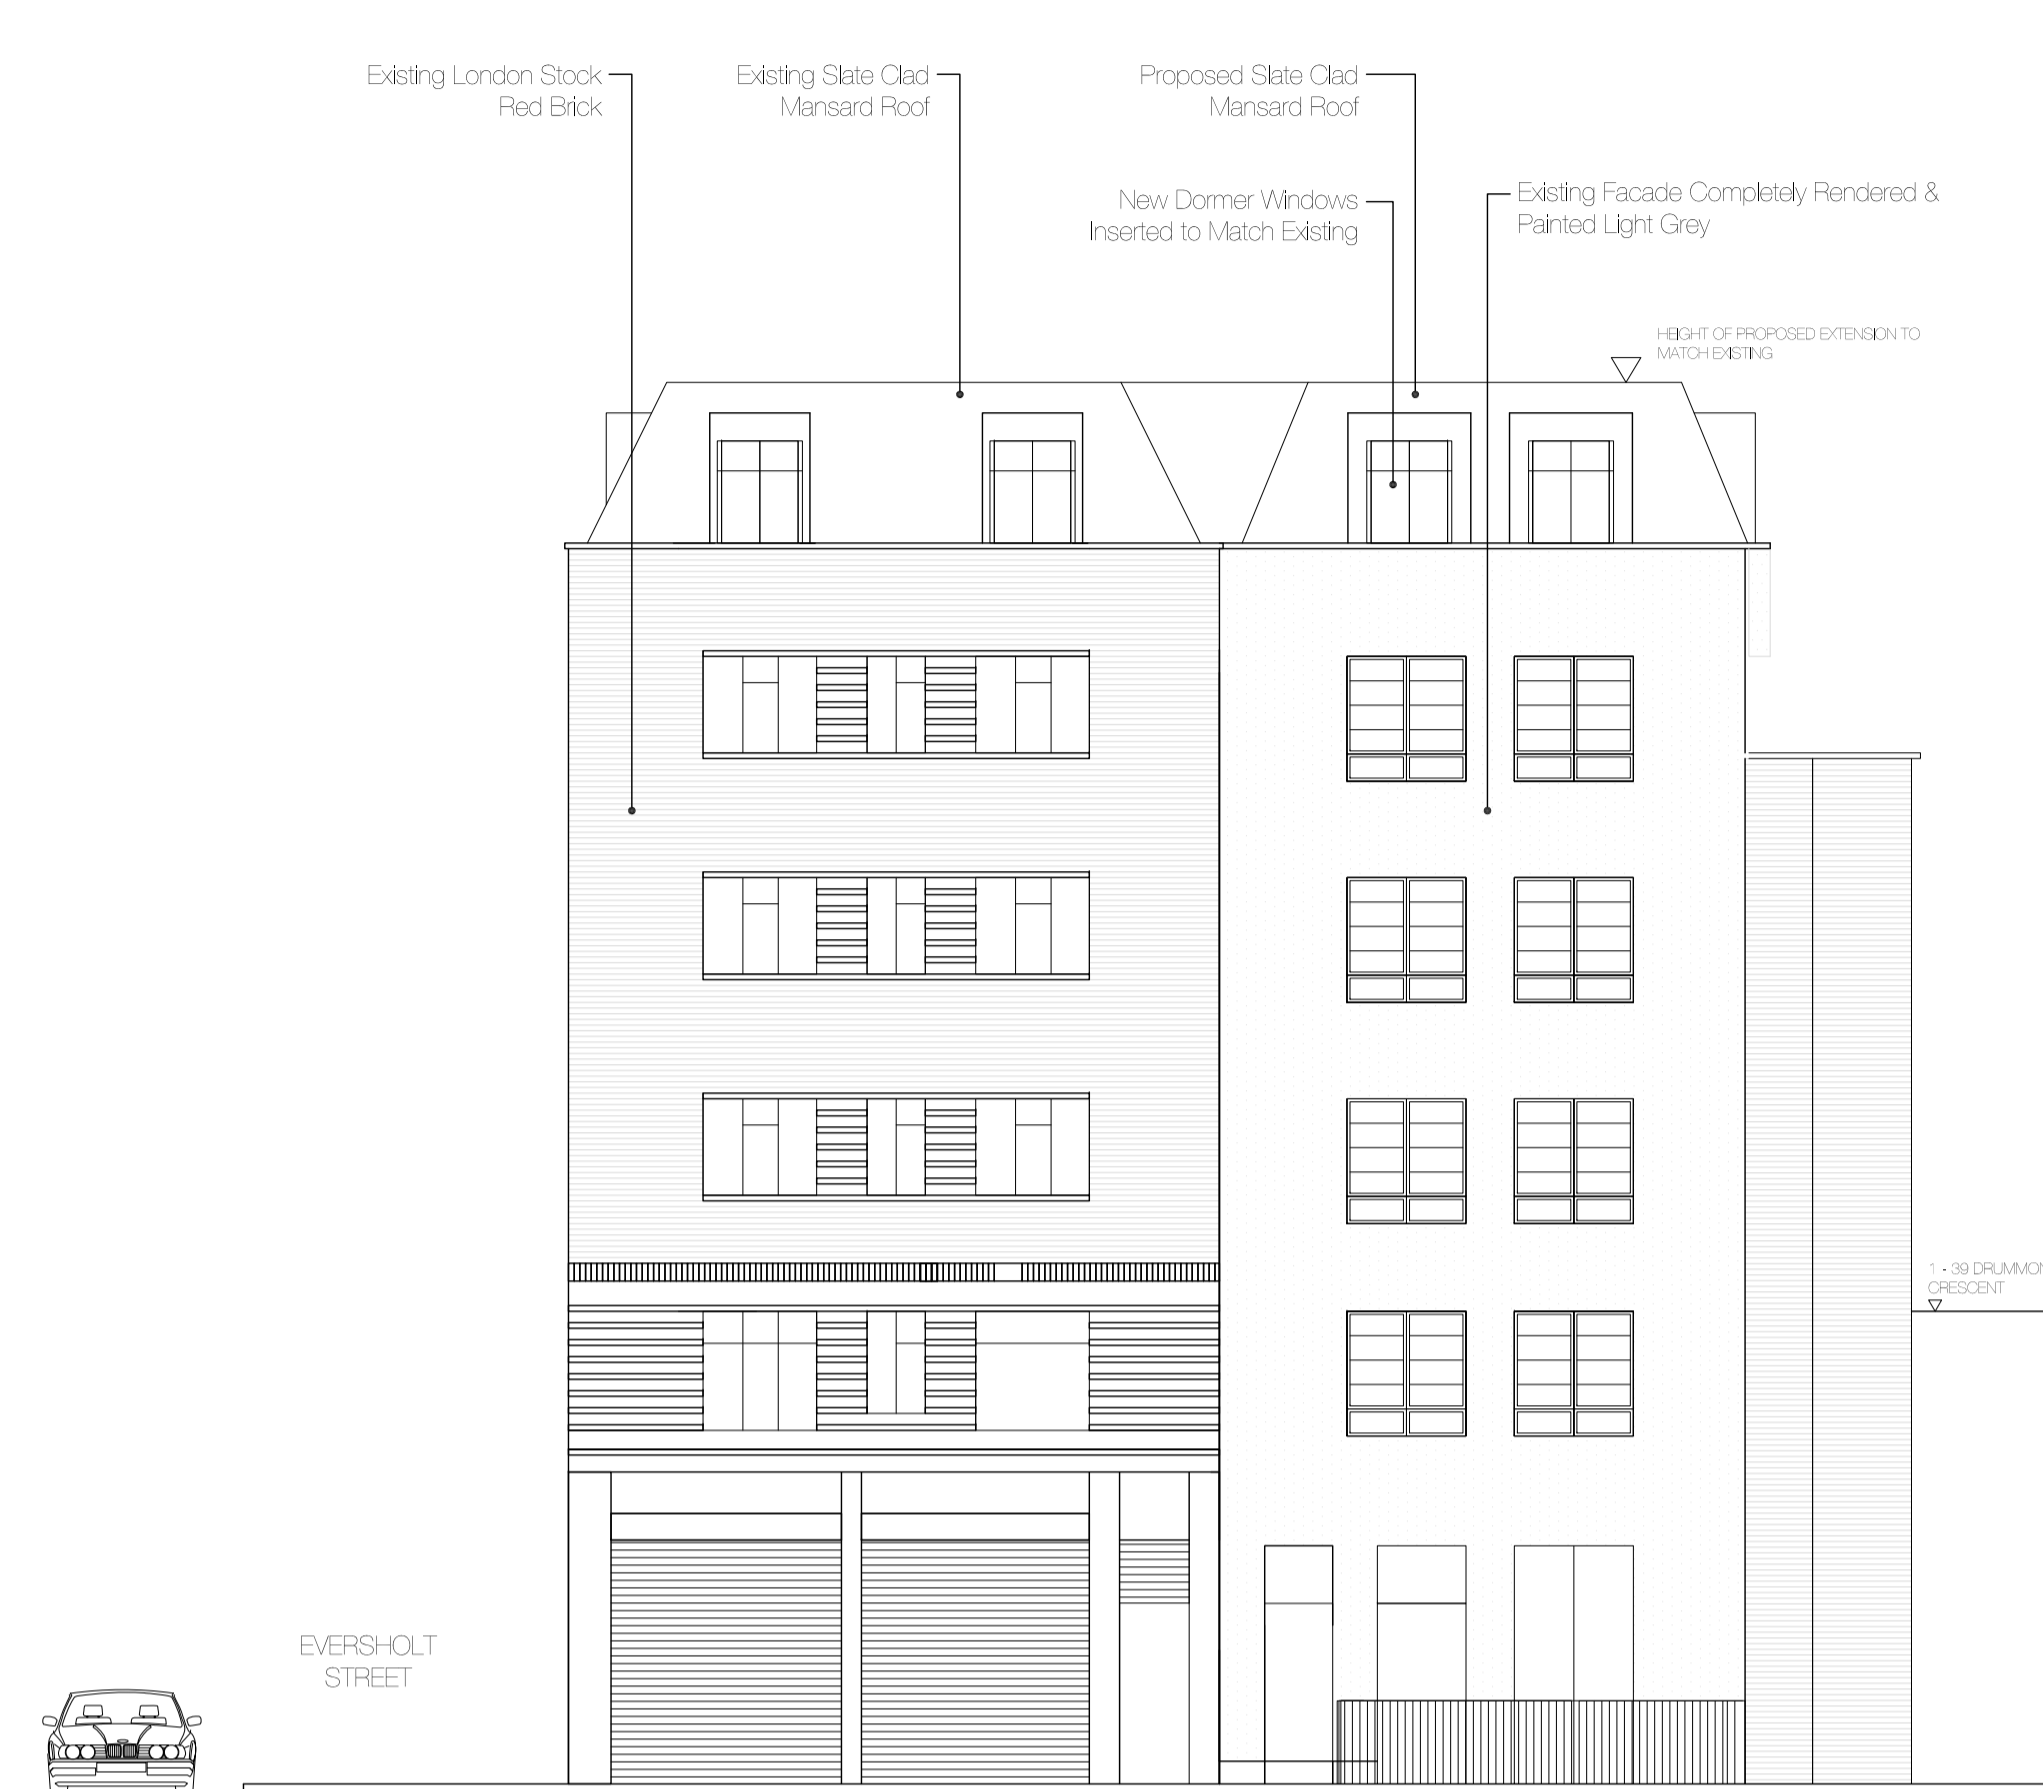 Existing London Stock
Red Brick
Existing Slate Clad
Mansard Roof
Proposed Slate Clad
Mansard Roof
New Dormer Windows
Inserted to Match Existing
Existing Facade Completely Rendered &
Painted Light Grey
HEIGHT OF PROPOSED EXTENSION TO
MATCH EXISTING
1 - 39 DRUMMON
CRESCENT
EVERSHOLT
STREET